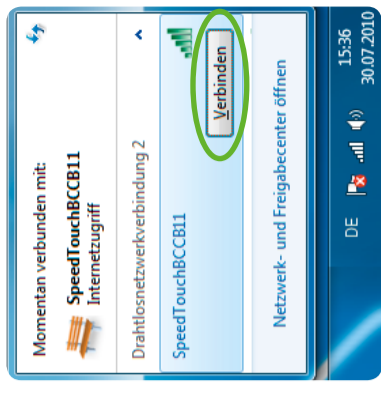 Momentan verbunden mit:
SpeedTouchBCCB11
Internetzugriff
Drahtlosnetzwerkverbindung 2
SpeedTouchBCCB11
Verbinden
Netzwerk- und Freigabecenter öffnen
DE
15:36
30.07.2010